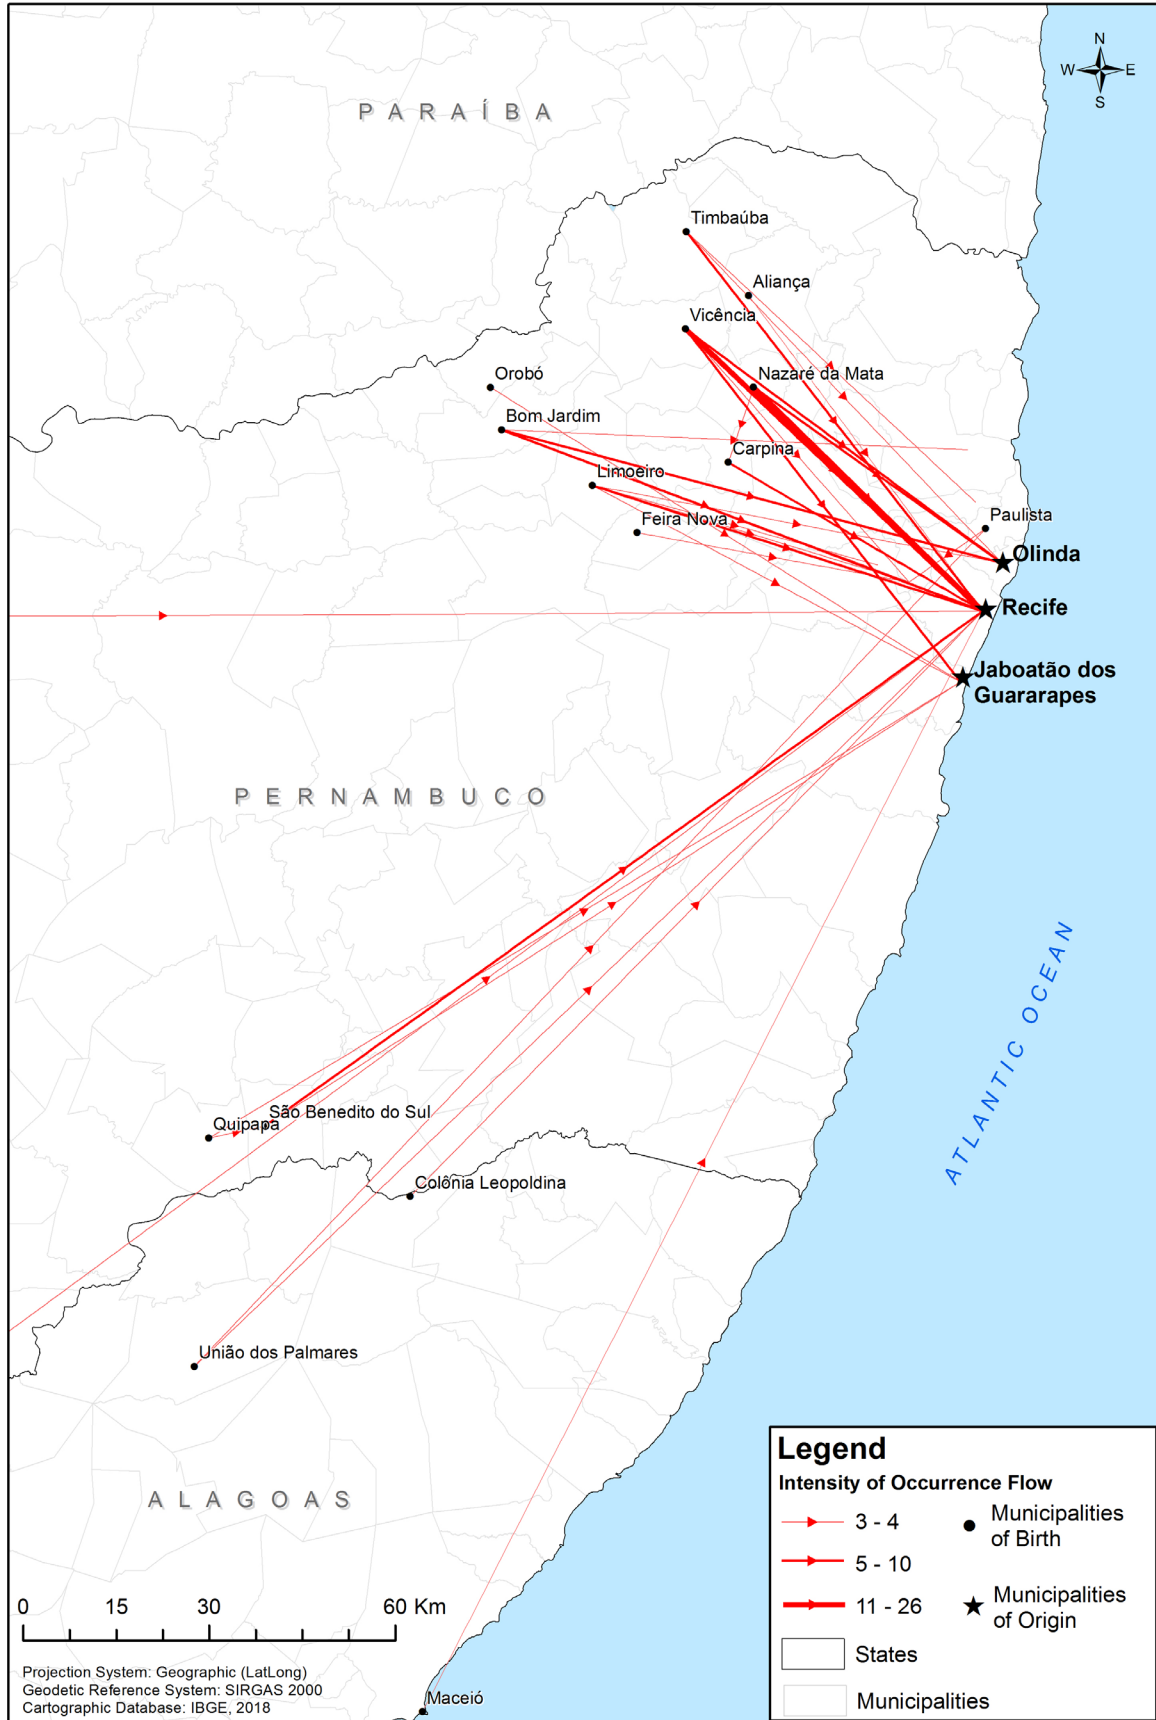 N
W E
S
PARAÍBA
Timbaúba
Aliança
Vicência
Orobó
Nazaré da Mata
Bom Jardim
Carpina
Limoeiro
Feira Nova
Paulista
Olinda
Recife
Jaboatão dos
Guararapes
PERNAMBUCO
ATLANTIC OCEAN
São Benedito do Sul
Quipapa
Colônia Leopoldina
União dos Palmares
ALAGOAS
Maceió
0 15 30 60 Km
Projection System: Geographic (LatLong)
Geodetic Reference System: SIRGAS 2000
Cartographic Database: IBGE, 2018
Legend
Intensity of Occurrence Flow
3 - 4
5 - 10
11 - 26
Municipalities
of Birth
Municipalities
of Origin
States
Municipalities